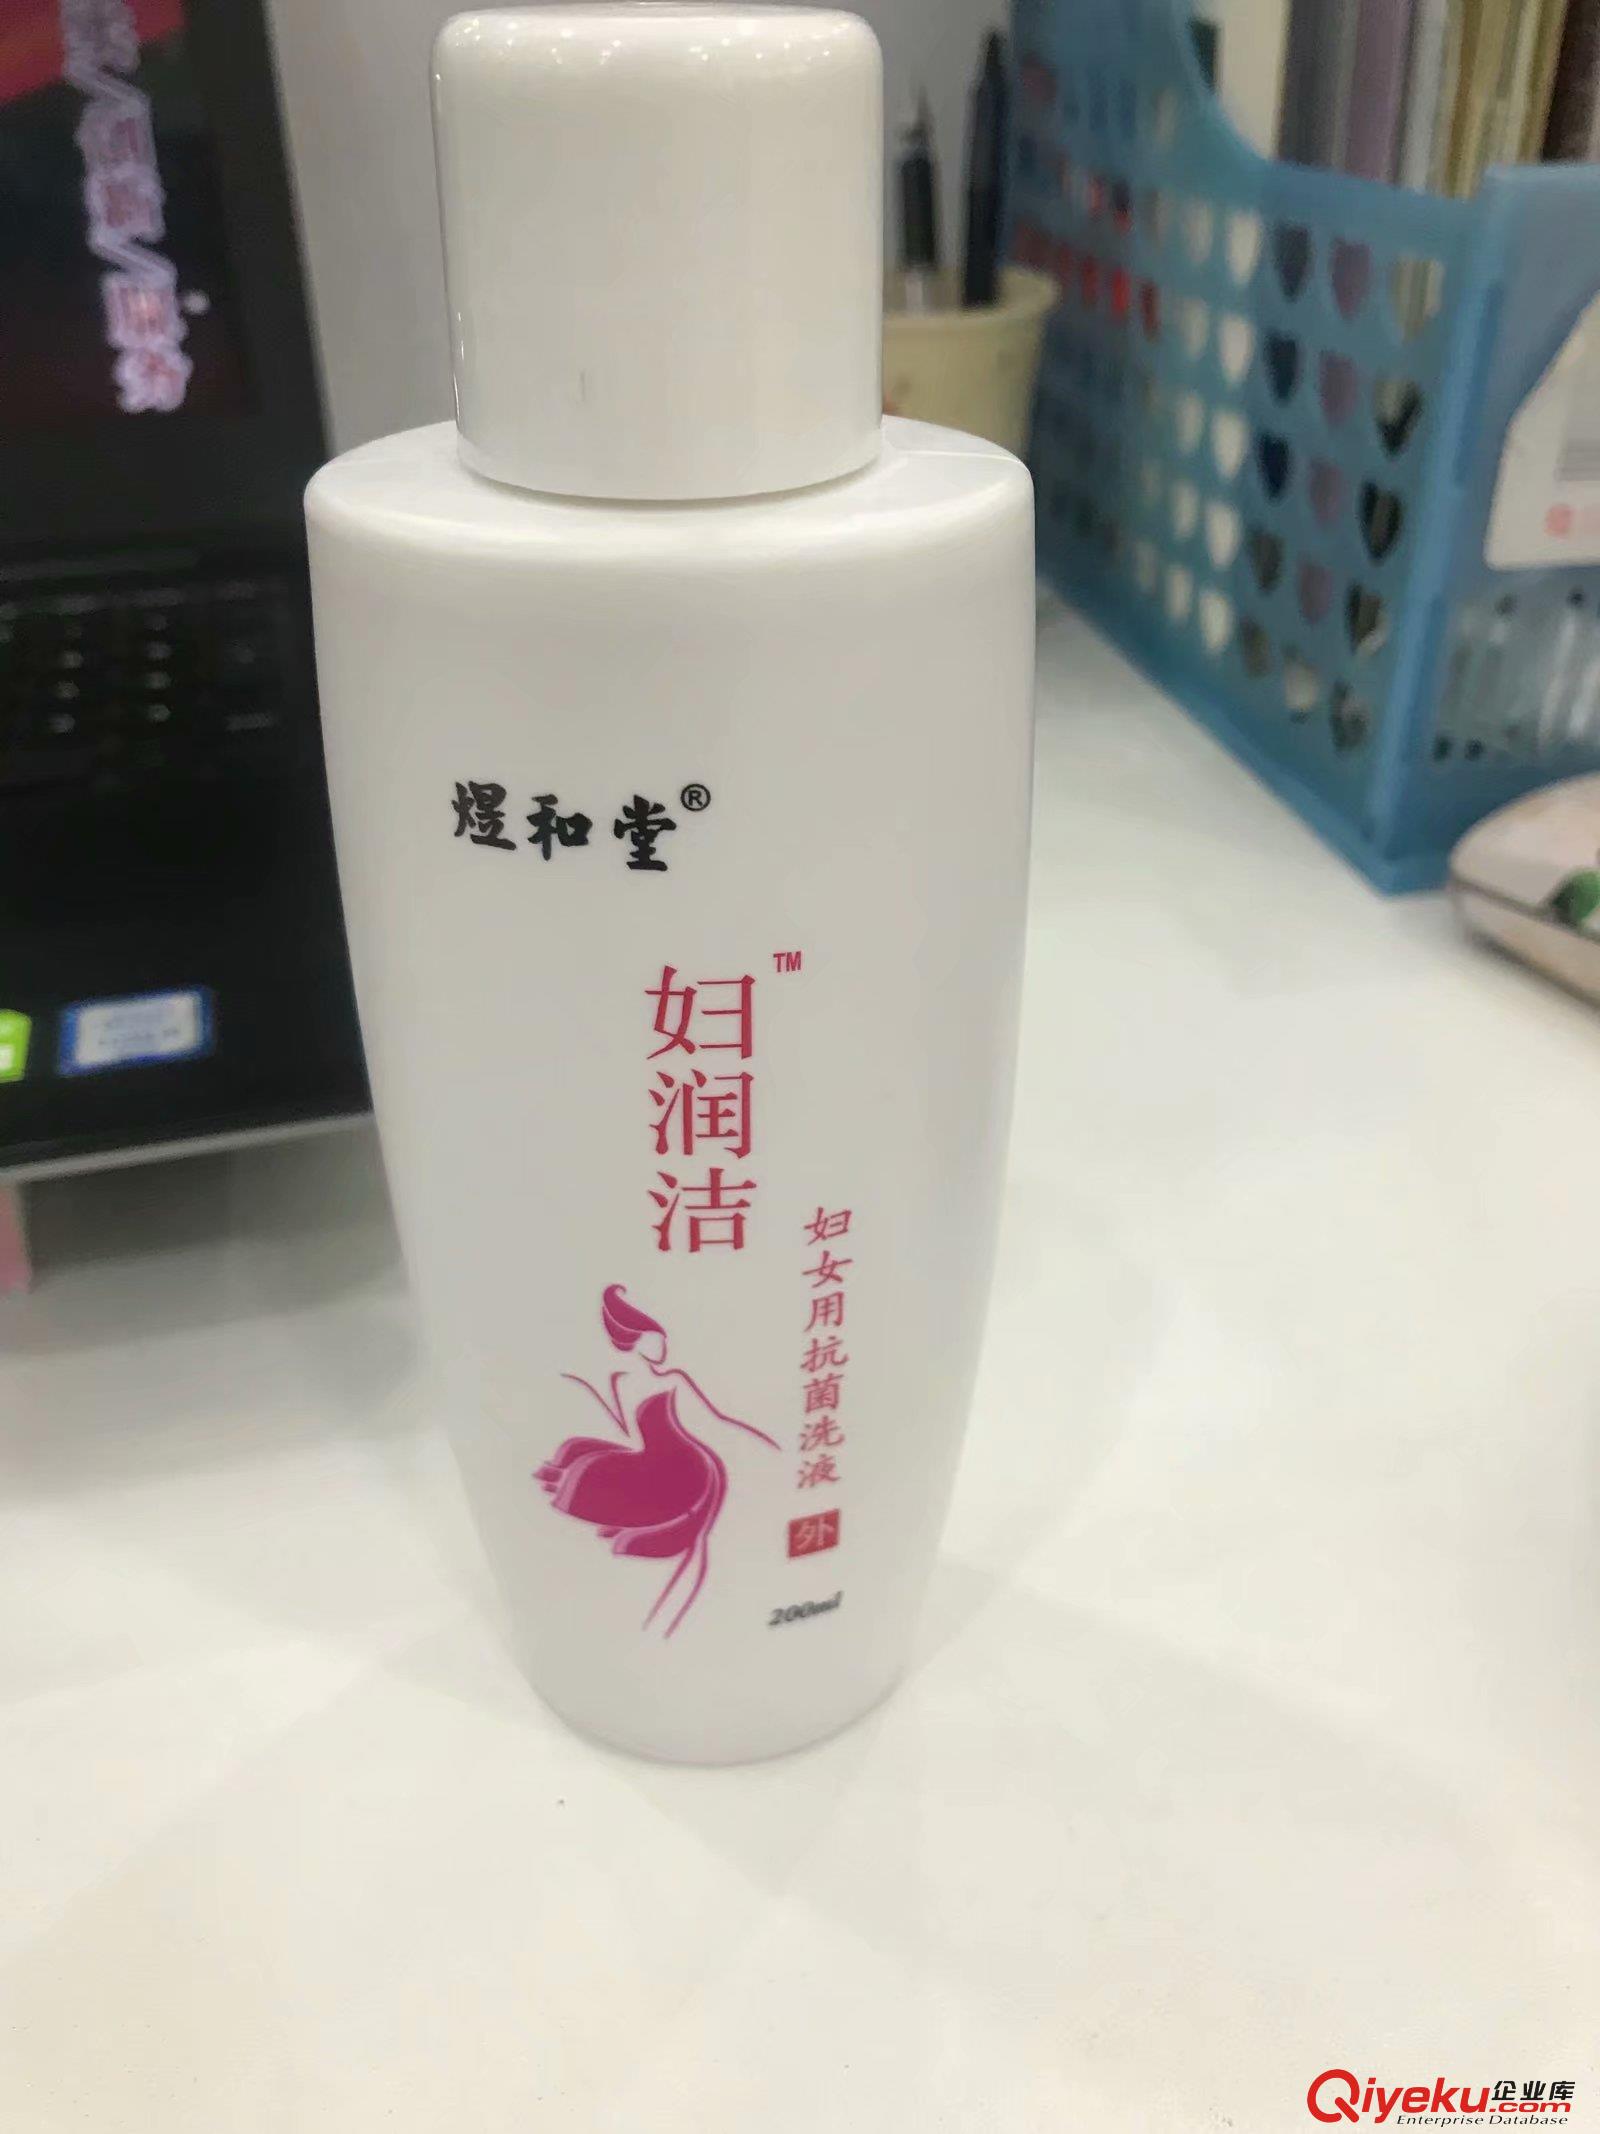 煜和堂®
妇润洁™
妇女用抗菌洗液
外
200ml
Qiyeku企业库
.com
Enterprise Database